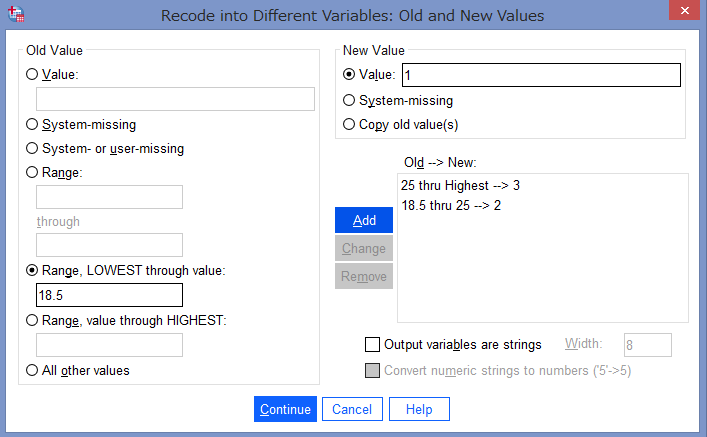 Recode into Different Variables: Old and New Values
Old Value
Value:
System-missing
System- or user-missing
Range:
through
Range, LOWEST through value:
18.5
Range, value through HIGHEST:
All other values
New Value
Value: 1
System-missing
Copy old value(s)
Old --> New:
25 thru Highest --> 3
18.5 thru 25 --> 2
Add
Change
Remove
Output variables are strings Width: 8
Convert numeric strings to numbers ('5'->5)
Continue Cancel Help